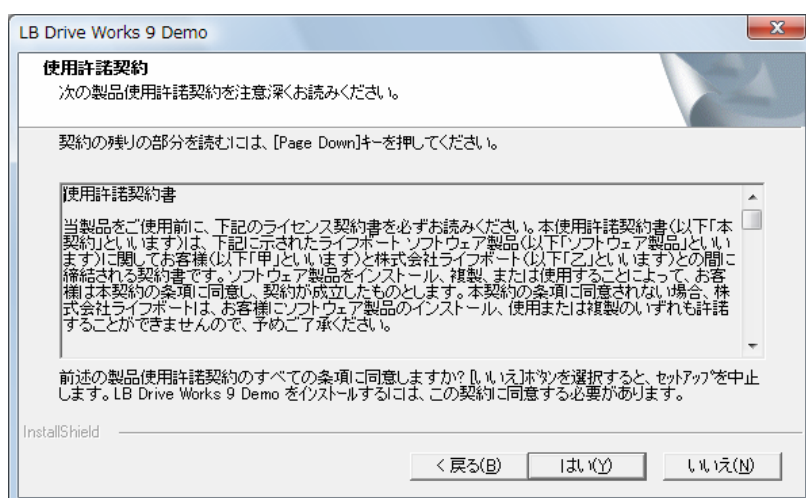 LB Drive Works 9 Demo
使用許諾契約
次の製品使用許諾契約を注意深くお読みください。
契約の残りの部分を読むには、[Page Down]キーを押してください。
使用許諾契約書
当製品をご使用前に、下記のライセンス契約書を必ずお読みください。本使用許諾契約書(以下「本
契約」といいます)は、下記に示されたライフボート ソフトウェア製品(以下「ソフトウェア製品」といい
ます)に関してお客様(以下「甲」といいます)と株式会社ライフボート(以下「乙」といいます)との間に
締結される契約書です。ソフトウェア製品をインストール、複製、または使用することによって、お客
様は本契約の条項に同意し、契約が成立したものとします。本契約の条項に同意されない場合、株
式会社ライフボートは、お客様にソフトウェア製品のインストール、使用または複製のいずれも許諾
することができませんので、予めご了承ください。
前述の製品使用許諾契約のすべての条項に同意しますか?[いいえ]ボタンを選択すると、セットアップを中止
します。LB Drive Works 9 Demo をインストールするには、この契約に同意する必要があります。
InstallShield
< 戻る(B)
はい(Y)
いいえ(N)